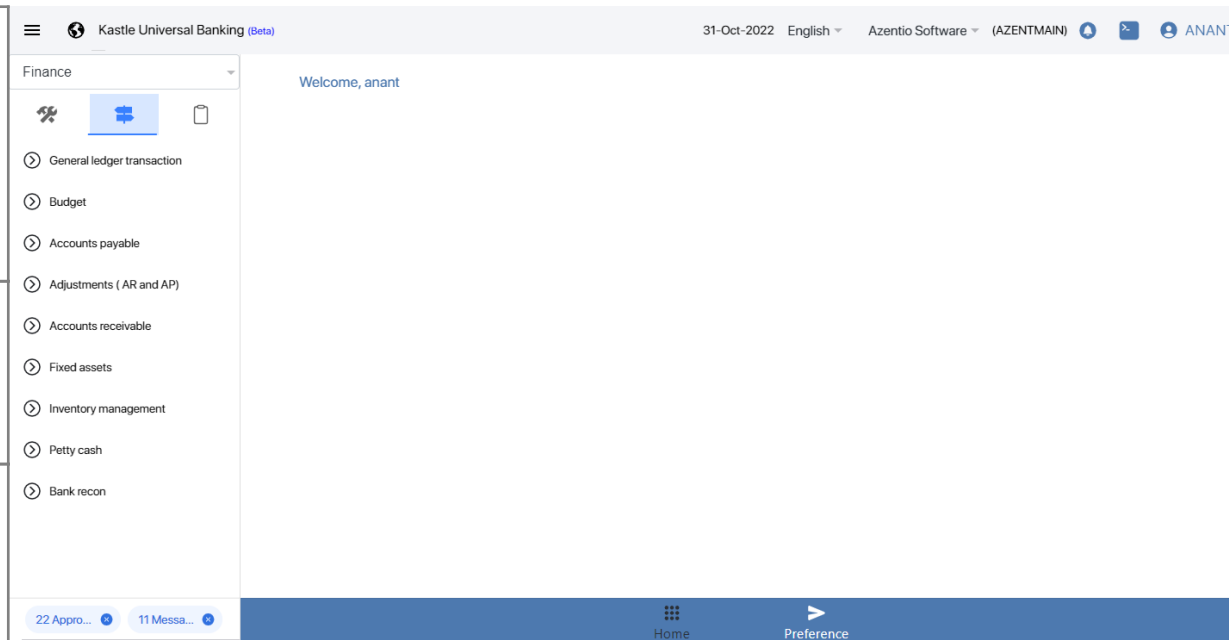 Kastle Universal Banking (Beta)
31-Oct-2022 English Azentio Software (AZENTMAIN) ANANT
Finance
Welcome, anant
General ledger transaction
Budget
Accounts payable
Adjustments ( AR and AP)
Accounts receivable
Fixed assets
Inventory management
Petty cash
Bank recon
22 Appro... 11 Messa...
Home Preference